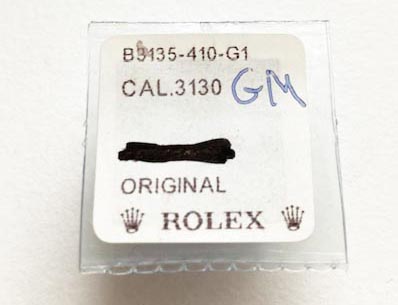 B3135-410-G1
CAL.3130 GM
ORIGINAL
ROLEX